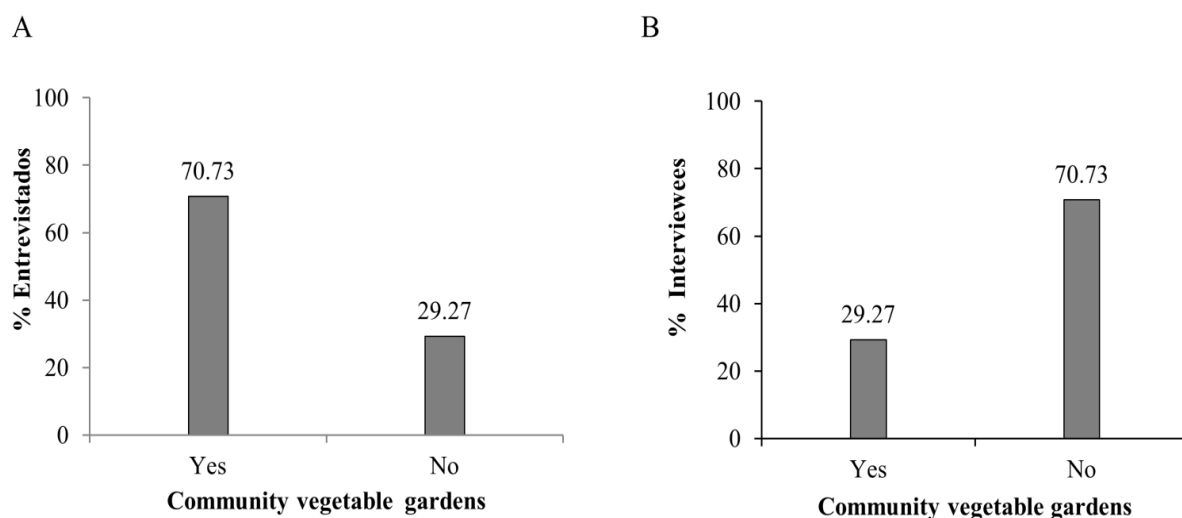 A
% Entrevistados
100
80
60
40
20
0
70.73
29.27
Yes
No
Community vegetable gardens
B
% Interviewees
100
80
60
40
20
0
29.27
70.73
Yes
No
Community vegetable gardens